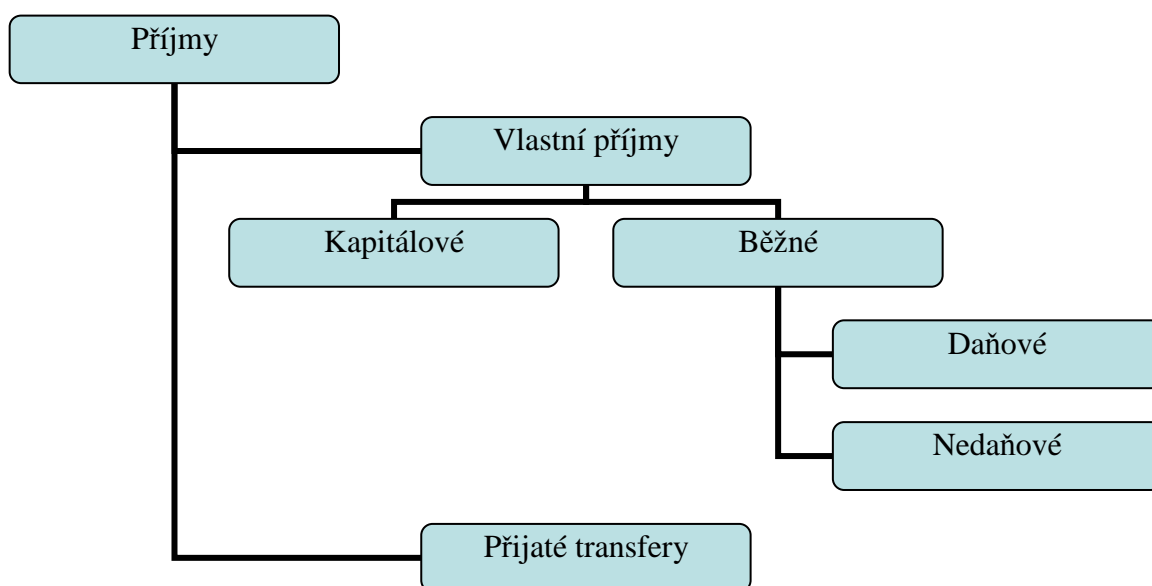 Příjmy
Vlastní příjmy
Kapitálové
Běžné
Daňové
Nedaňové
Přijaté transfery